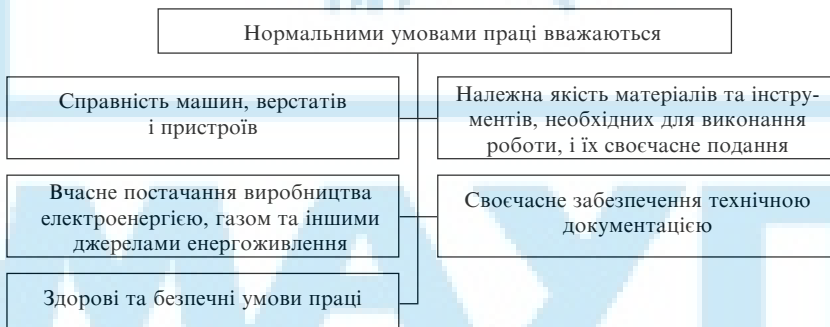 Нормальними умовами праці вважаються
Справність машин, верстатів
і пристроїв
Належна якість матеріалів та інстру-
ментів, необхідних для виконання
роботи, і їх своєчасне подання
Вчасне постачання виробництва
електроенергією, газом та іншими
джерелами енергоживлення
Своєчасне забезпечення технічною
документацією
Здорові та безпечні умови праці